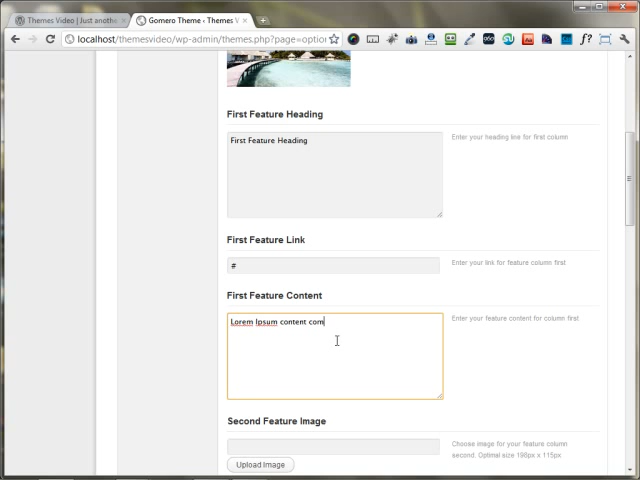 Themes Video | Just anothe
Gomero Theme ‹ Themes V
localhost/themesvideo/wp-admin/themes.php?page=optio
First Feature Heading
First Feature Heading
Enter your heading line for first column
First Feature Link
#
Enter your link for feature column first
First Feature Content
Lorem Ipsum content com
Enter your feature content for column first
Second Feature Image
Choose image for your feature column
second. Optimal size 198px x 115px
Upload Image